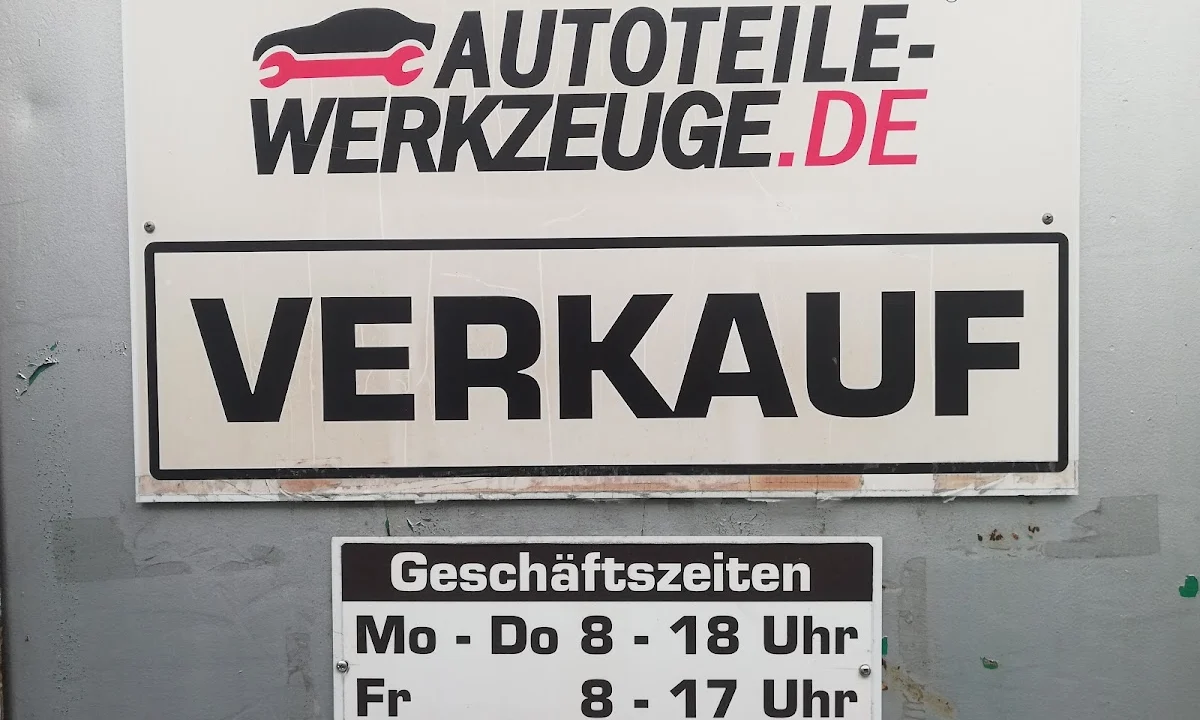 AUTOTEILE-
WERKZEUGE.DE
VERKAUF
Geschäftszeiten
Mo - Do 8 - 18 Uhr
Fr 8 - 17 Uhr